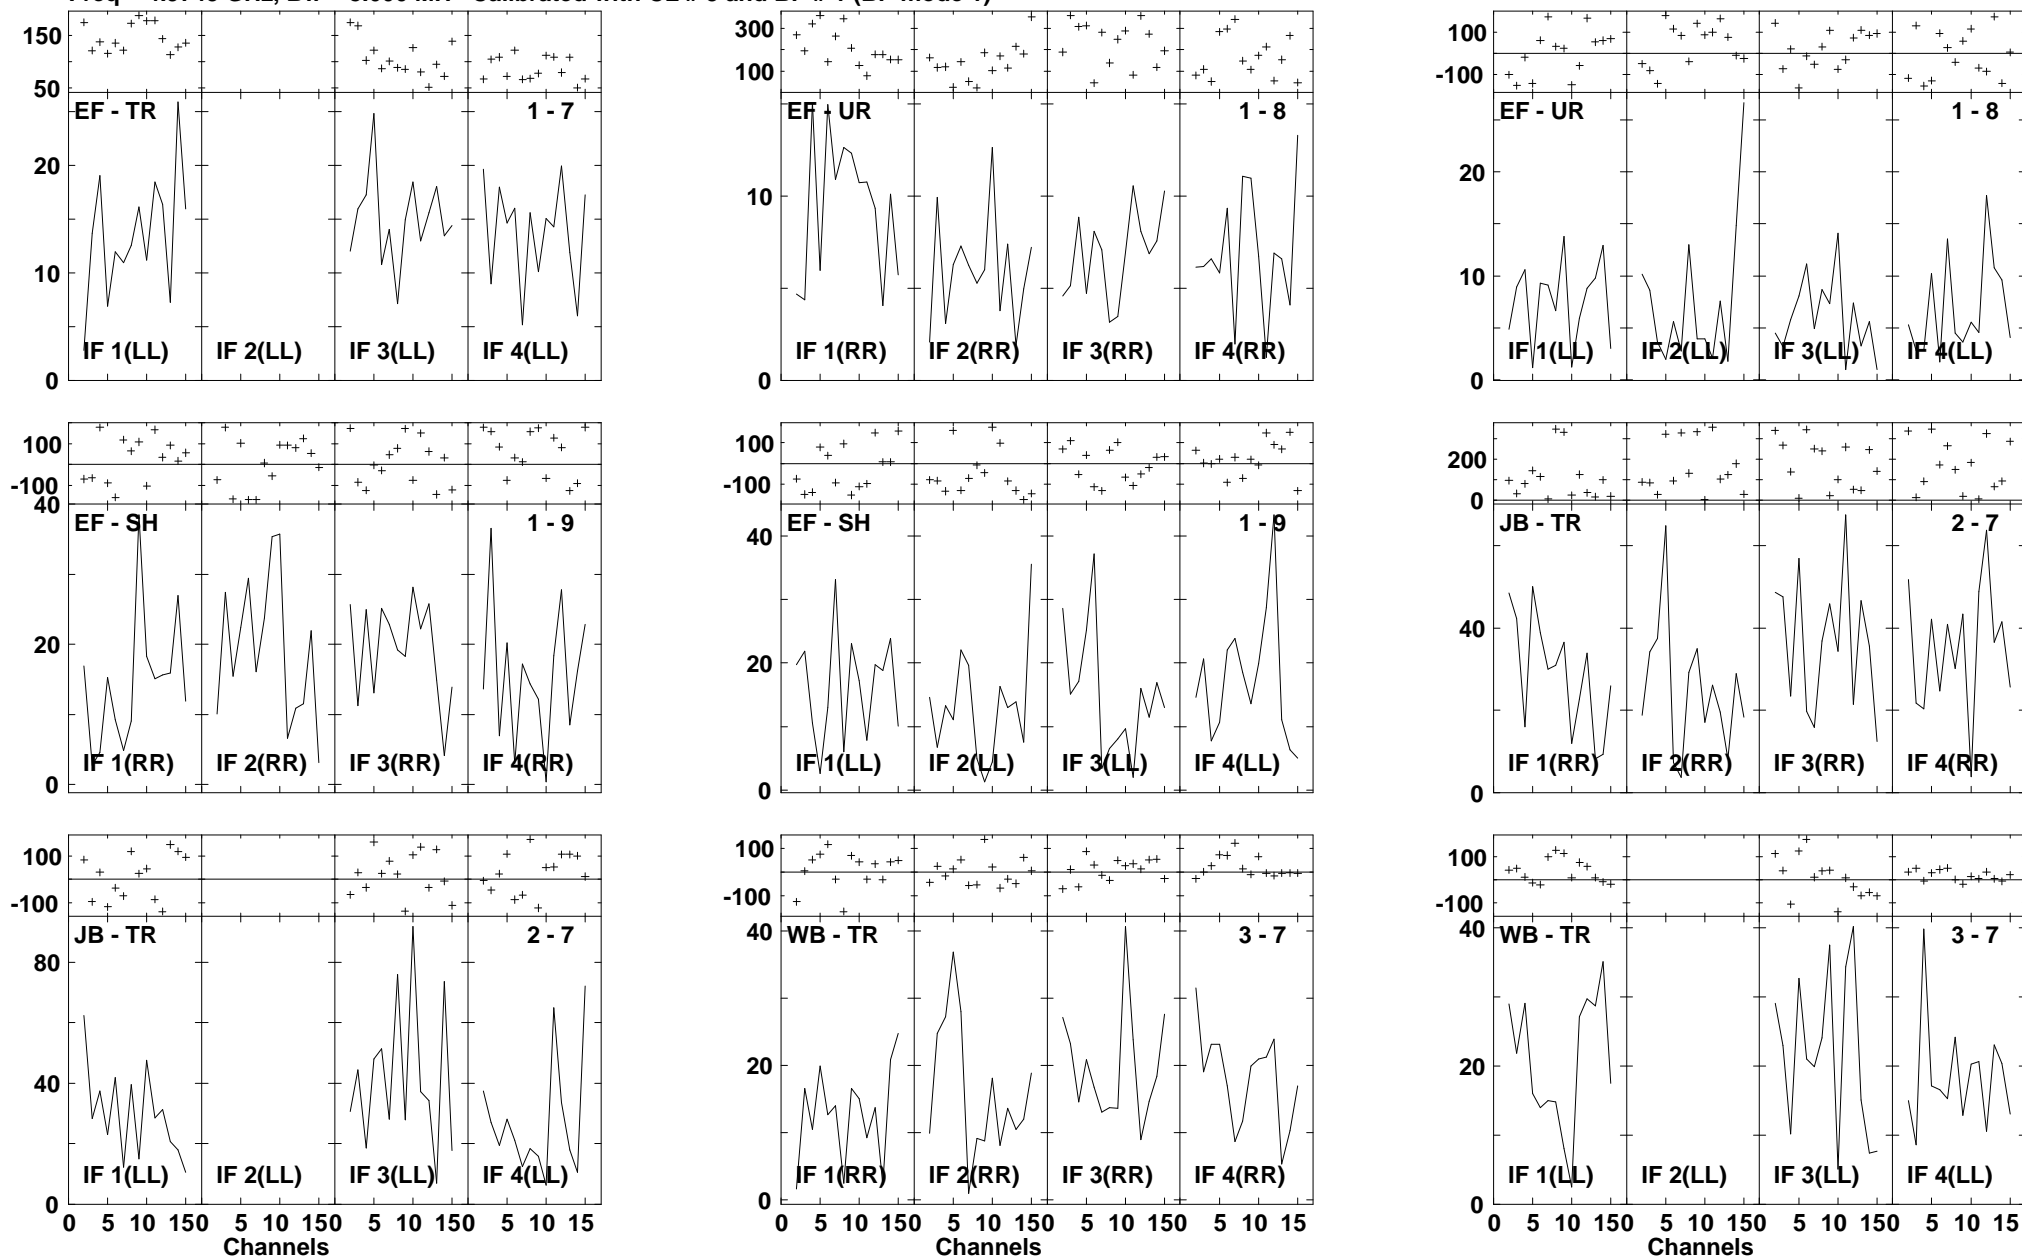 150
50
EF - TR
1 - 7
20
10
0
IF 1(LL) IF 2(LL) IF 3(LL) IF 4(LL)
300
100
EF - UR
1 - 8
10
0
IF 1(RR) IF 2(RR) IF 3(RR) IF 4(RR)
100
-100
EF - UR
1 - 8
20
10
0
IF 1(LL) IF 2(LL) IF 3(LL) IF 4(LL)
100
-100
40
EF - SH
1 - 9
20
0
IF 1(RR) IF 2(RR) IF 3(RR) IF 4(RR)
100
-100
EF - SH
1 - 9
40
20
0
IF 1(LL) IF 2(LL) IF 3(LL) IF 4(LL)
200
0
JB - TR
2 - 7
40
0
IF 1(RR) IF 2(RR) IF 3(RR) IF 4(RR)
100
-100
JB - TR
2 - 7
80
40
0
IF 1(LL) IF 2(LL) IF 3(LL) IF 4(LL)
0 5 10 150 5 10 150 5 10 150 5 10 15
Channels
100
-100
WB - TR
3 - 7
40
20
0
IF 1(RR) IF 2(RR) IF 3(RR) IF 4(RR)
0 5 10 150 5 10 150 5 10 150 5 10 15
Channels
100
-100
WB - TR
3 - 7
40
20
0
IF 1(LL) IF 2(LL) IF 3(LL) IF 4(LL)
0 5 10 150 5 10 150 5 10 150 5 10 15
Channels